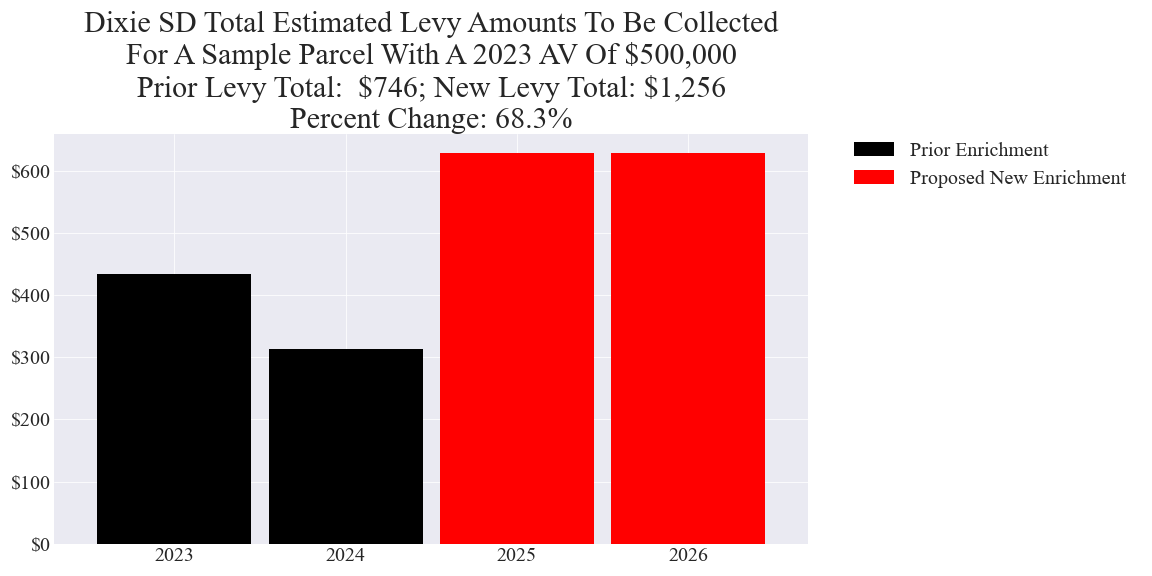 Dixie SD Total Estimated Levy Amounts To Be Collected
For A Sample Parcel With A 2023 AV Of $500,000
Prior Levy Total:  $746; New Levy Total: $1,256
Percent Change: 68.3%
Prior Enrichment
Proposed New Enrichment
$600
$500
$400
$300
$200
$100
$0
2023 2024 2025 2026